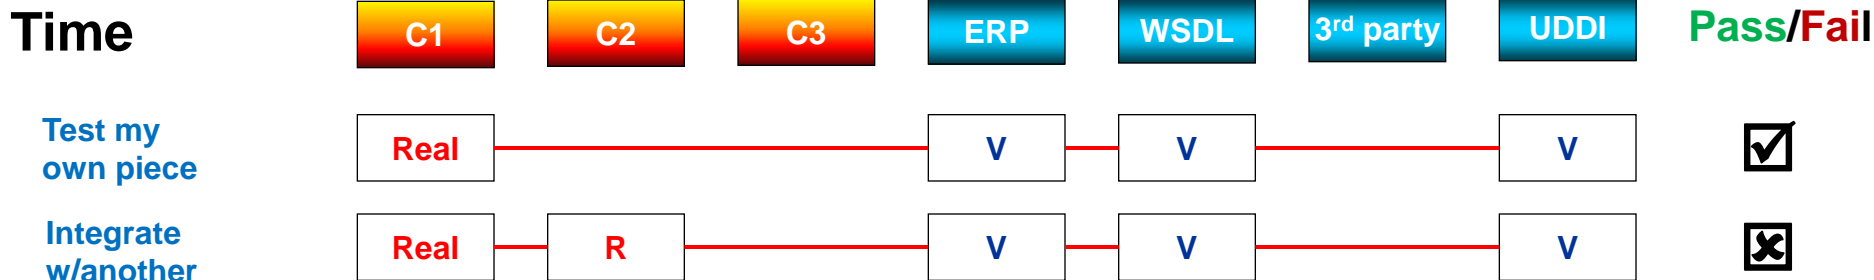 Time C1 C2 C3 ERP WSDL 3rd party UDDI Pass/Fail
Test my
own piece
Real V V V
Integrate
w/another
Real R V V V